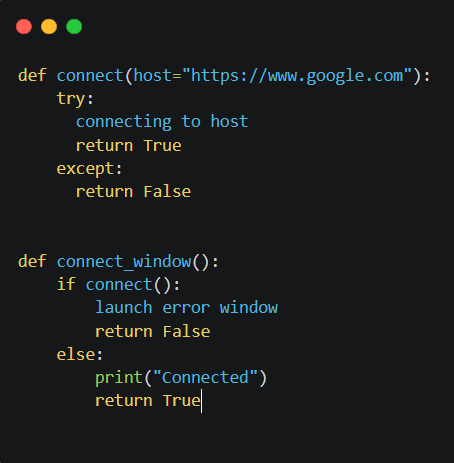 def connect(host="https://www.google.com"):
    try:
      connecting to host
      return True
    except:
      return False
def connect_window():
    if connect():
        launch error window
        return False
    else:
        print("Connected")
        return True